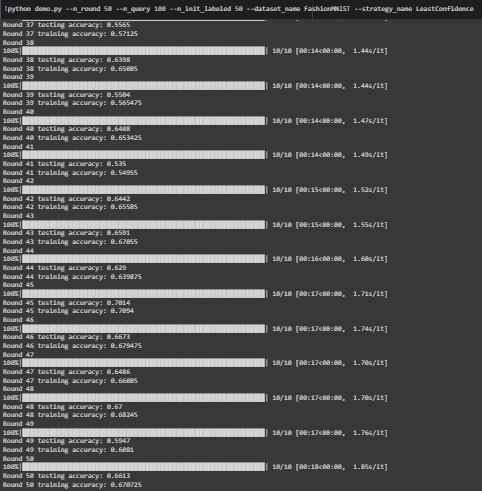 !python demo.py --n_round 50 --n_query 100 --n_init_labeled 50 --dataset_name FashionMNIST --strategy_name LeastConfidence
Round 37 testing accuracy: 0.5565
Round 37 training accuracy: 0.57125
Round 38
100%| 10/10 [00:14<00:00, 1.44s/it]
Round 38 testing accuracy: 0.6398
Round 38 training accuracy: 0.65085
Round 39
100%| 10/10 [00:14<00:00, 1.44s/it]
Round 39 testing accuracy: 0.5504
Round 39 training accuracy: 0.565475
Round 40
100%| 10/10 [00:14<00:00, 1.47s/it]
Round 40 testing accuracy: 0.6408
Round 40 training accuracy: 0.653425
Round 41
100%| 10/10 [00:14<00:00, 1.49s/it]
Round 41 testing accuracy: 0.535
Round 41 training accuracy: 0.54955
Round 42
100%| 10/10 [00:15<00:00, 1.52s/it]
Round 42 testing accuracy: 0.6442
Round 42 training accuracy: 0.65585
Round 43
100%| 10/10 [00:15<00:00, 1.55s/it]
Round 43 testing accuracy: 0.6591
Round 43 training accuracy: 0.67055
Round 44
100%| 10/10 [00:16<00:00, 1.60s/it]
Round 44 testing accuracy: 0.629
Round 44 training accuracy: 0.639875
Round 45
100%| 10/10 [00:17<00:00, 1.71s/it]
Round 45 testing accuracy: 0.7014
Round 45 training accuracy: 0.7094
Round 46
100%| 10/10 [00:17<00:00, 1.74s/it]
Round 46 testing accuracy: 0.6673
Round 46 training accuracy: 0.679475
Round 47
100%| 10/10 [00:17<00:00, 1.70s/it]
Round 47 testing accuracy: 0.6486
Round 47 training accuracy: 0.66085
Round 48
100%| 10/10 [00:17<00:00, 1.70s/it]
Round 48 testing accuracy: 0.67
Round 48 training accuracy: 0.68245
Round 49
100%| 10/10 [00:17<00:00, 1.76s/it]
Round 49 testing accuracy: 0.5947
Round 49 training accuracy: 0.6081
Round 50
100%| 10/10 [00:18<00:00, 1.85s/it]
Round 50 testing accuracy: 0.6613
Round 50 training accuracy: 0.670725